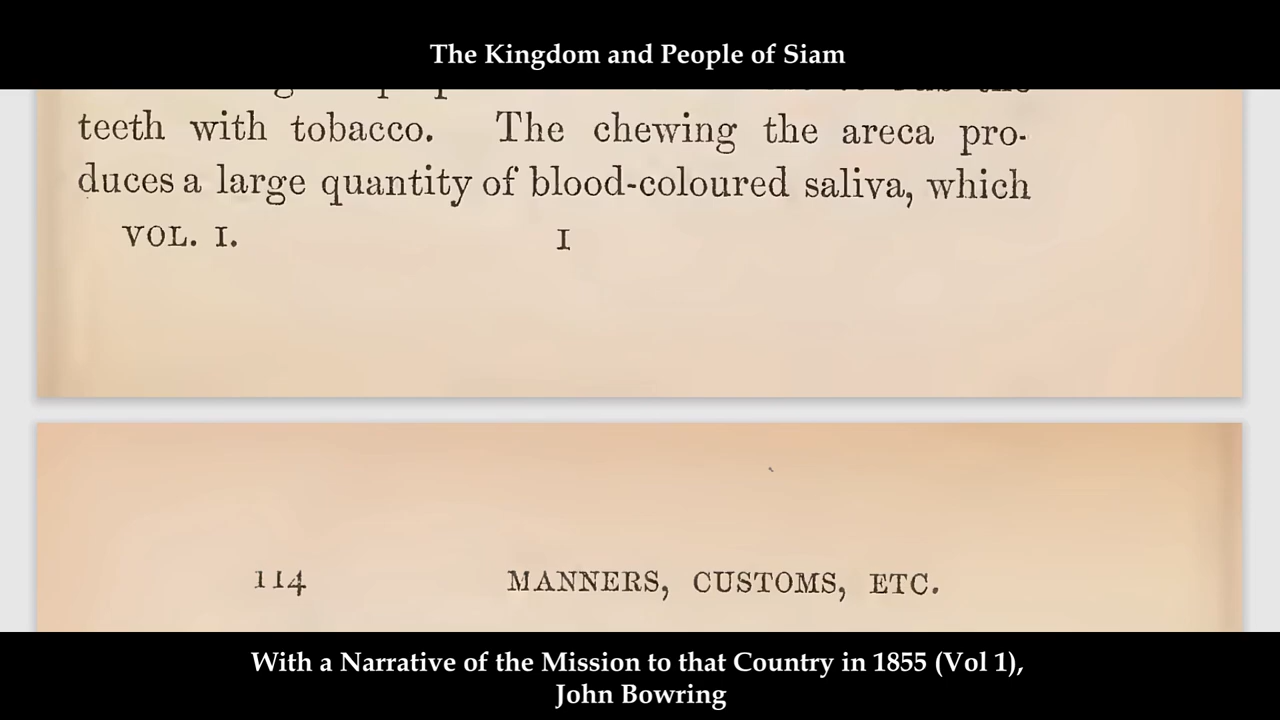 The Kingdom and People of Siam
teeth with tobacco. The chewing the areca pro-
duces a large quantity of blood-coloured saliva, which
VOL. I. I
114 MANNERS, CUSTOMS, ETC.
With a Narrative of the Mission to that Country in 1855 (Vol 1),
John Bowring